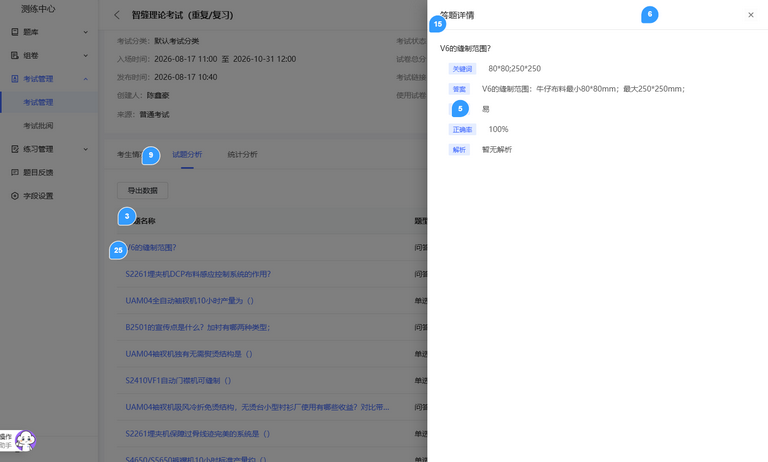 测练中心
题库
组卷
考试管理
考试管理
考试批阅
练习管理
题目反馈
字段设置
操作
助手
智髓理论考试（重复/复习）
考试分类：默认考试分类
考试状态
入场时间：2026-08-17 11:00 至 2026-10-31 12:00
试卷总分
发布时间：2026-08-17 10:40
考试链接
创建人：陈鑫豪
使用试卷
来源：普通考试
考生情
9
试题分析
统计分析
导出数据
3
题名称
题型
25
V6的缝制范围?
问答
S2261埋夹机DCP布料感应控制系统的作用?
问答
UAM04全自动袖衩机10小时产量为（）
单选
B2501的宣传点是什么？加衬有哪两种类型；
问答
UAM04袖衩机独有无需熨烫结构是（）
单选
S2410VF1自动门襟机可缝制（）
单选
UAM04袖衩机吸风冷折免烫结构，无烫台小型衬衫厂使用有哪些收益？对比带...
问答
S2261埋夹机保障过骨线迹完美的系统是（）
单选
答题详情
15
6
V6的缝制范围?
关键词 80*80;250*250
答案 V6的缝制范围：牛仔布料最小80*80mm；最大250*250mm；
5 易
正确率 100%
解析 暂无解析